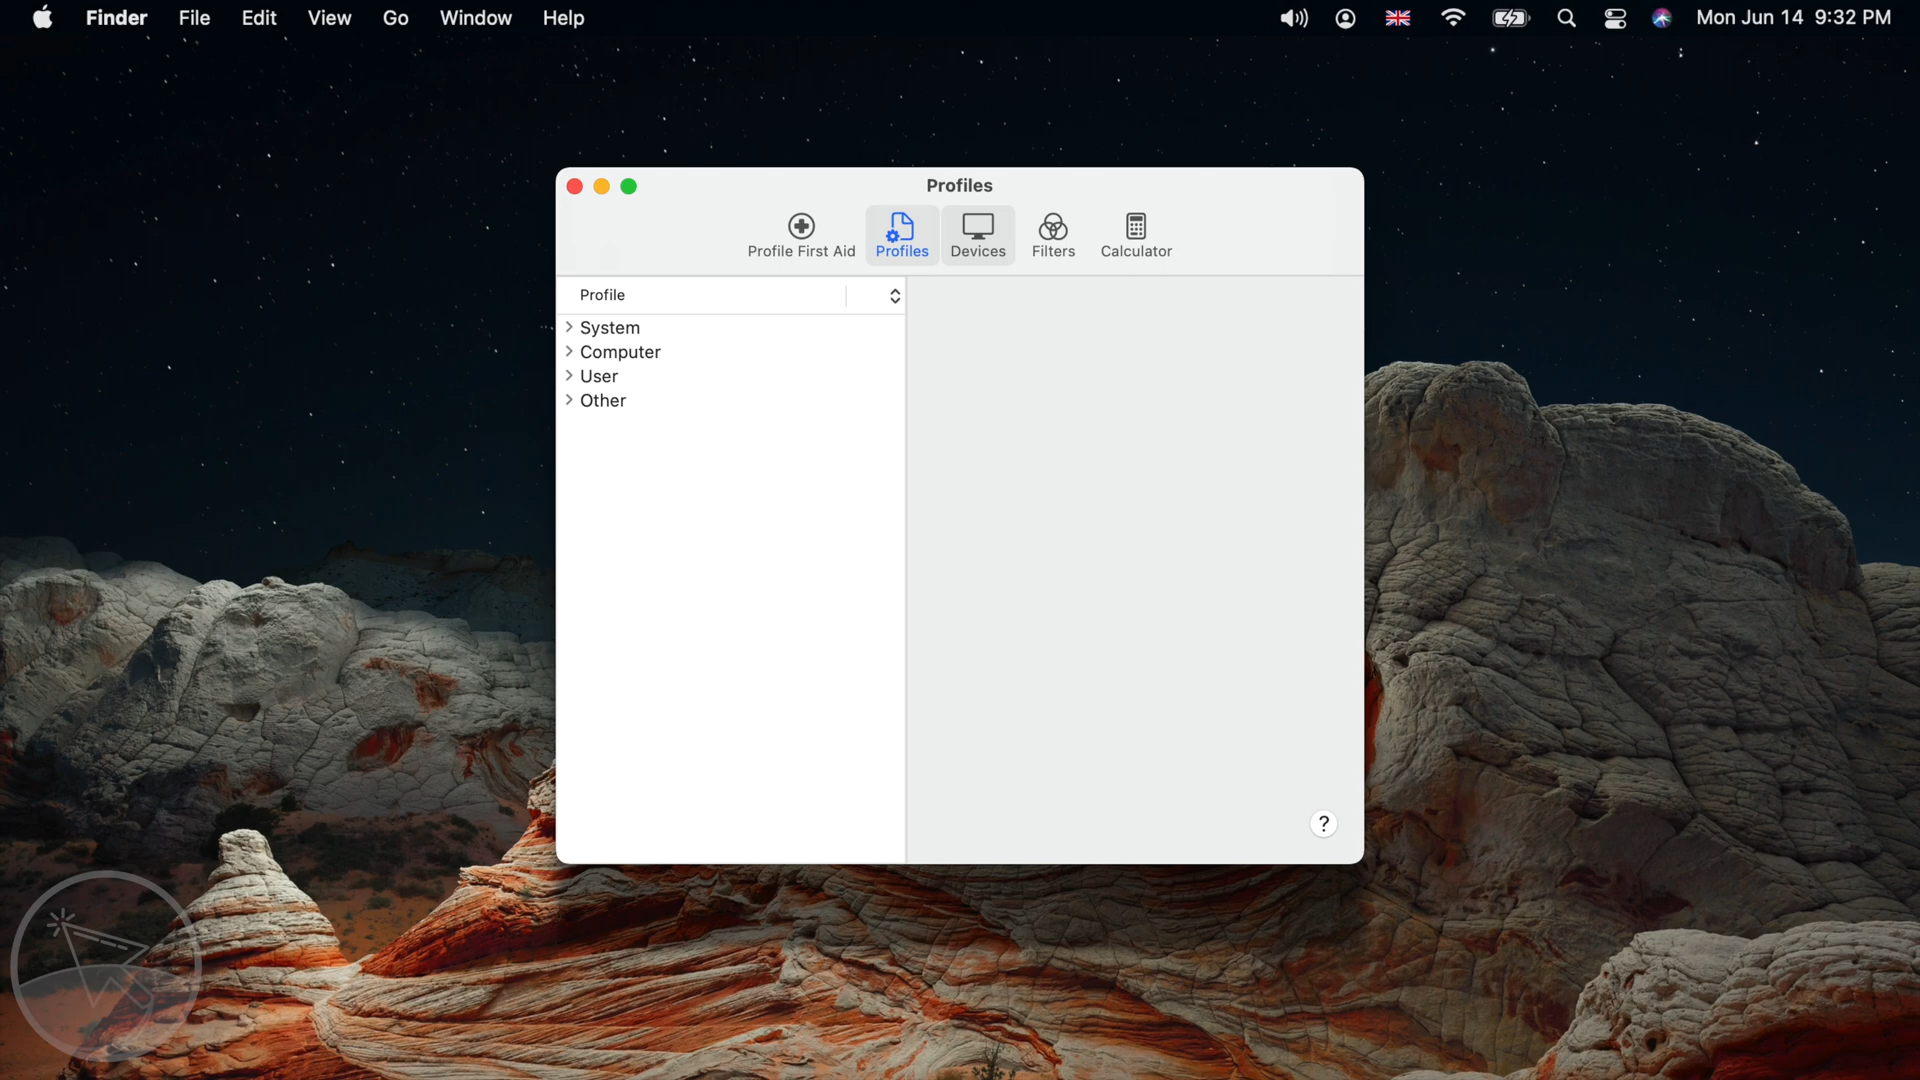 Finder File Edit View Go Window Help Mon Jun 14 9:32 PM
Profiles
Profile First Aid Profiles Devices Filters Calculator
Profile
System
Computer
User
Other
?